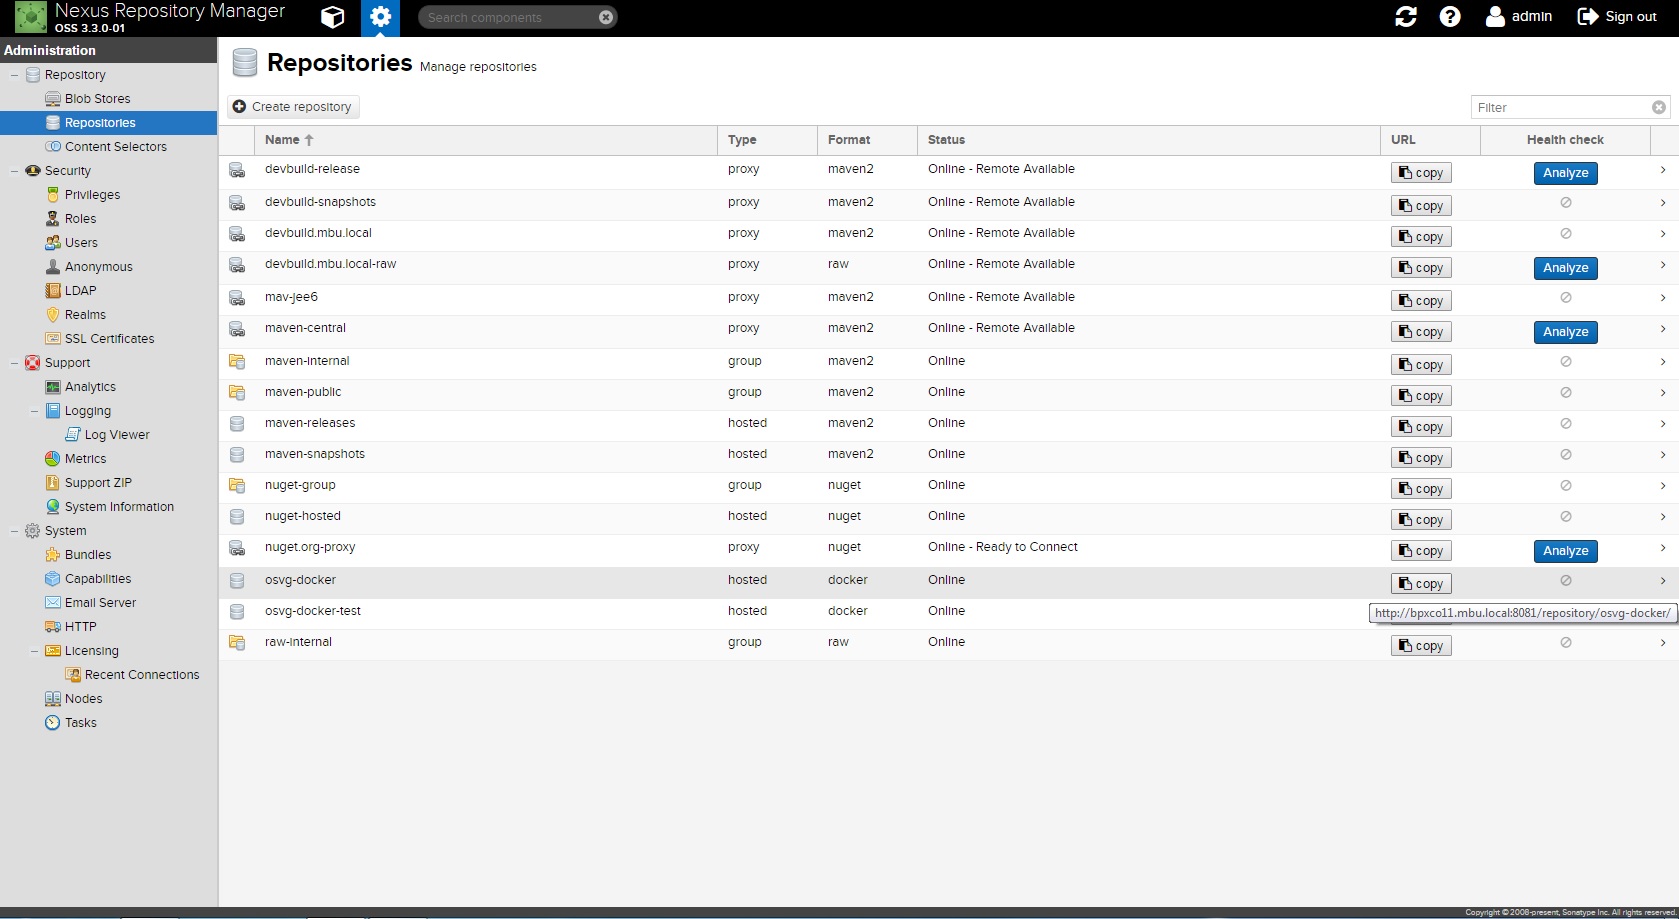 Nexus Repository Manager
OSS 3.3.0-01
Search components
admin
Sign out
Administration
Repository
Blob Stores
Repositories
Content Selectors
Security
Privileges
Roles
Users
Anonymous
LDAP
Realms
SSL Certificates
Support
Analytics
Logging
Log Viewer
Metrics
Support ZIP
System Information
System
Bundles
Capabilities
Email Server
HTTP
Licensing
Recent Connections
Nodes
Tasks
Repositories Manage repositories
Create repository
Filter
Name Type Format Status URL Health check
devbuild-release proxy maven2 Online - Remote Available copy Analyze
devbuild-snapshots proxy maven2 Online - Remote Available copy
devbuild.mbu.local proxy maven2 Online - Remote Available copy
devbuild.mbu.local-raw proxy raw Online - Remote Available copy Analyze
mav-jee6 proxy maven2 Online - Remote Available copy
maven-central proxy maven2 Online - Remote Available copy Analyze
maven-internal group maven2 Online copy
maven-public group maven2 Online copy
maven-releases hosted maven2 Online copy
maven-snapshots hosted maven2 Online copy
nuget-group group nuget Online copy
nuget-hosted hosted nuget Online copy
nuget.org-proxy proxy nuget Online - Ready to Connect copy Analyze
osvg-docker hosted docker Online copy
osvg-docker-test hosted docker Online
http://bpxco11.mbu.local:8081/repository/osvg-docker/
raw-internal group raw Online copy
Copyright © 2008-present, Sonatype Inc. All rights reserved.